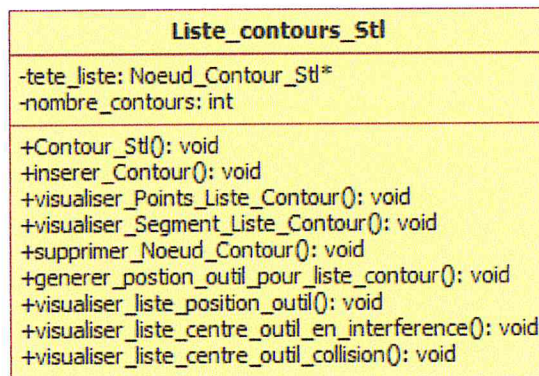 Liste_contours_Stl
-tete_liste: Noeud_Contour_Stl*
-nombre_contours: int
+Contour_Stl(): void
+inserer_Contour(): void
+visualiser_Points_Liste_Contour(): void
+visualiser_Segment_Liste_Contour(): void
+supprimer_Noeud_Contour(): void
+generer_postion_outil_pour_liste_contour(): void
+visualiser_liste_position_outil(): void
+visualiser_liste_centre_outil_en_interference(): void
+visualiser_liste_centre_outil_collision(): void